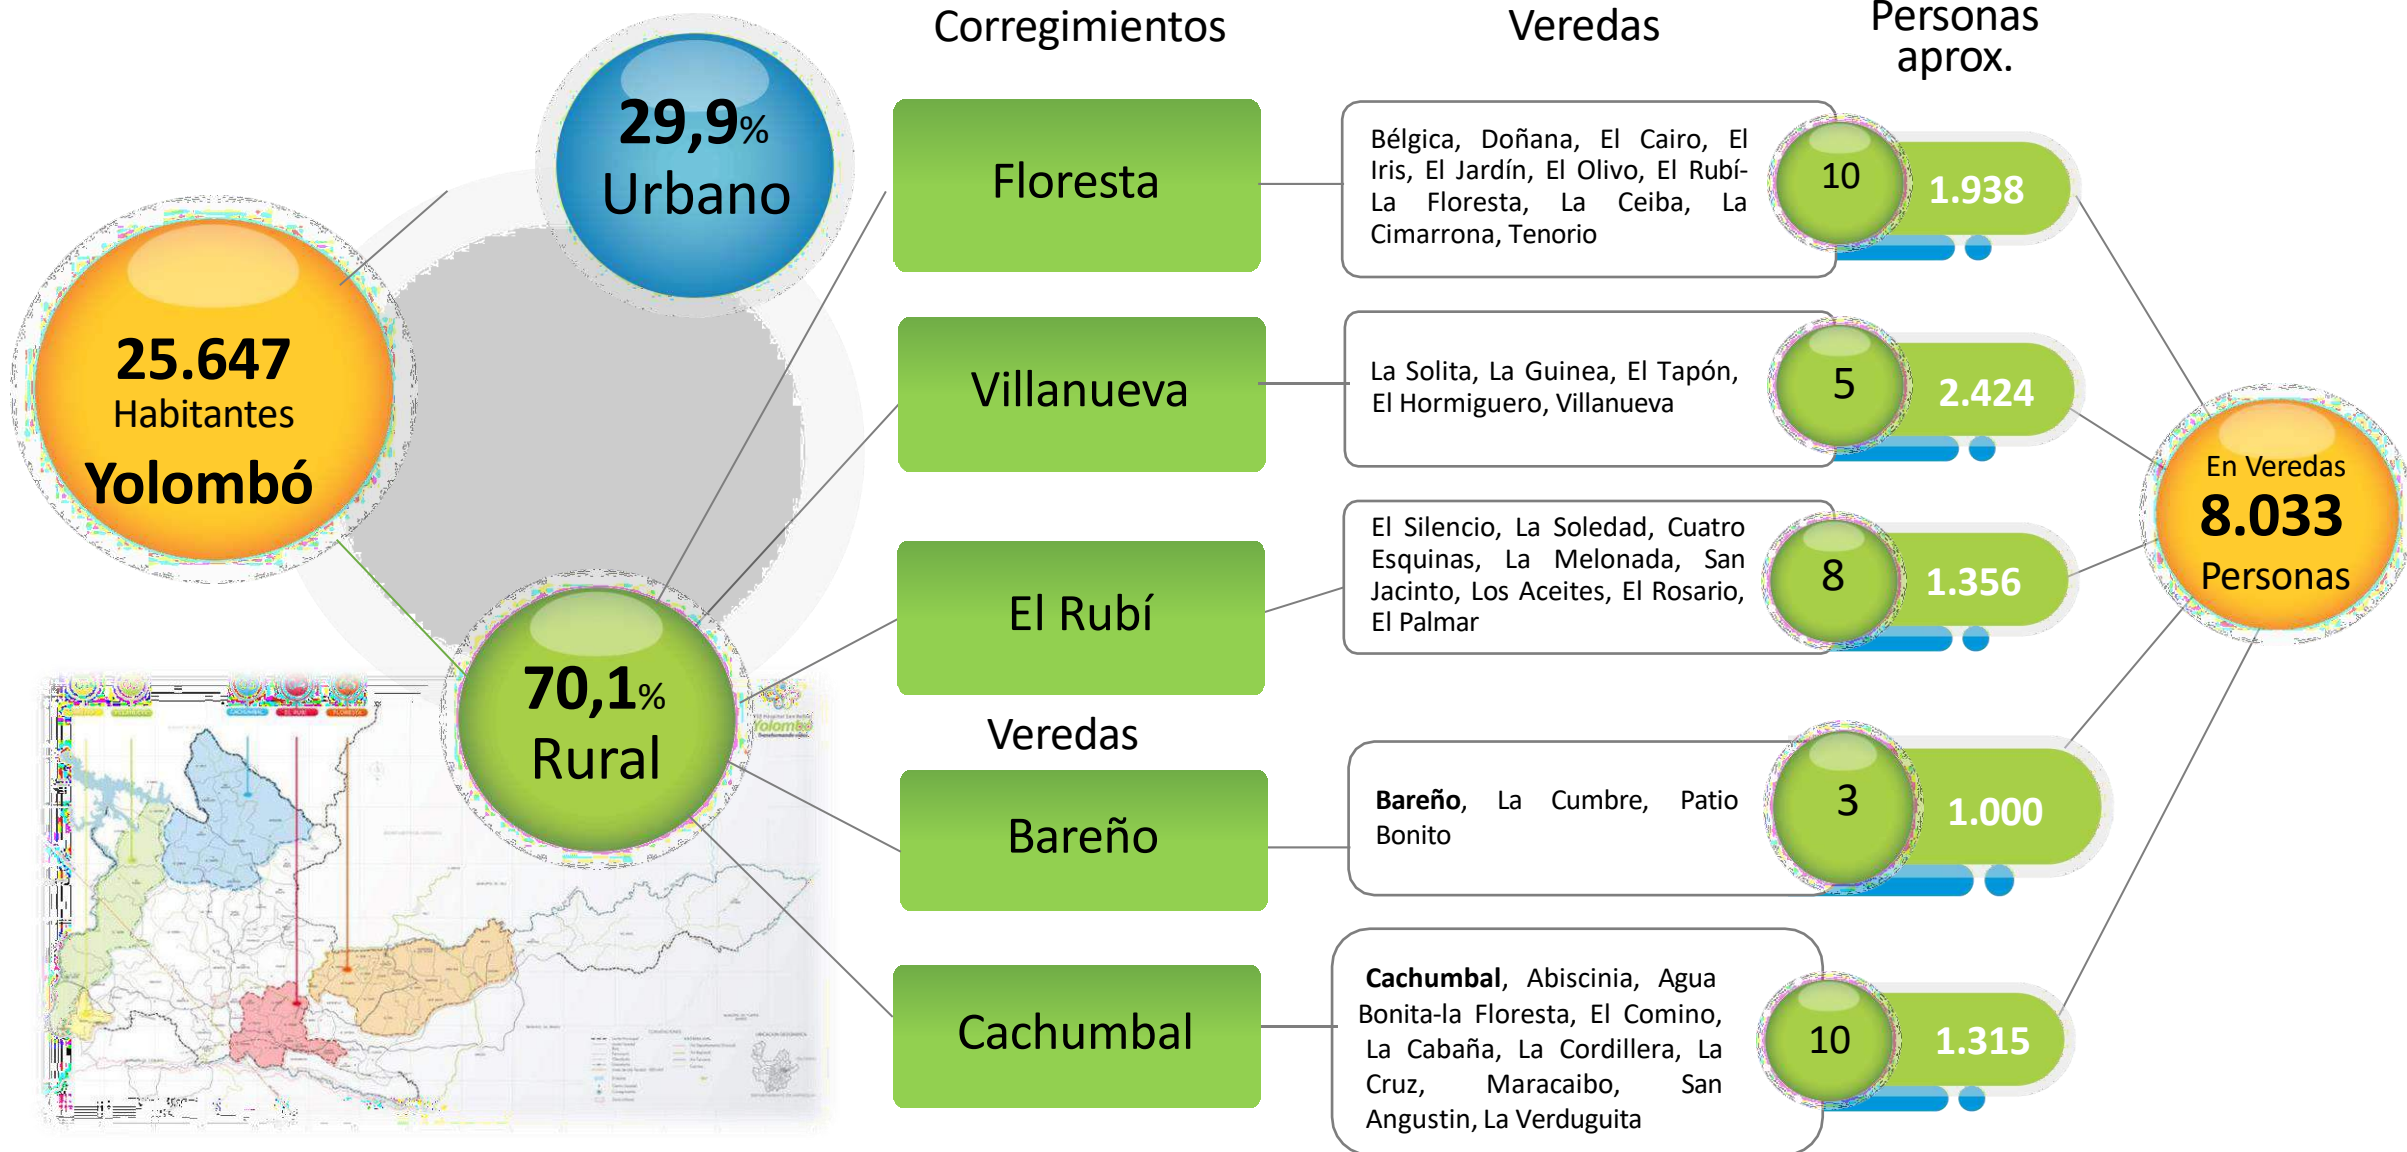 Corregimientos
Veredas
Personas
aprox.
29,9%
Urbano
25.647
Habitantes
Yolombó
70,1%
Rural
Floresta
Bélgica, Doñana, El Cairo, El
Iris, El Jardín, El Olivo, El Rubí-
La Floresta, La Ceiba, La
Cimarrona, Tenorio
10
1.938
Villanueva
La Solita, La Guinea, El Tapón,
El Hormiguero, Villanueva
5
2.424
El Rubí
El Silencio, La Soledad, Cuatro
Esquinas, La Melonada, San
Jacinto, Los Aceites, El Rosario,
El Palmar
8
1.356
Veredas
Bareño
Bareño, La Cumbre, Patio
Bonito
3
1.000
Cachumbal
Cachumbal, Abiscinia, Agua
Bonita-la Floresta, El Comino,
La Cabaña, La Cordillera, La
Cruz, Maracaibo, San
Angustin, La Verduguita
10
1.315
En Veredas
8.033
Personas
CACHUMBAL
EL RUBÍ
FLORESTA
Yolombó